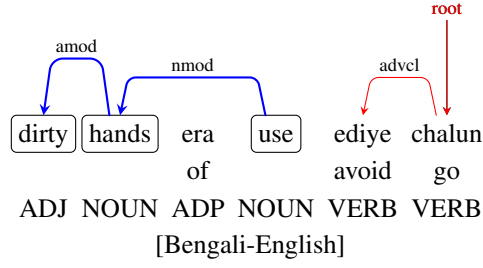 root
amod nmod advcl
dirty hands era use ediye chalun
of avoid go
ADJ NOUN ADP NOUN VERB VERB
[Bengali-English]